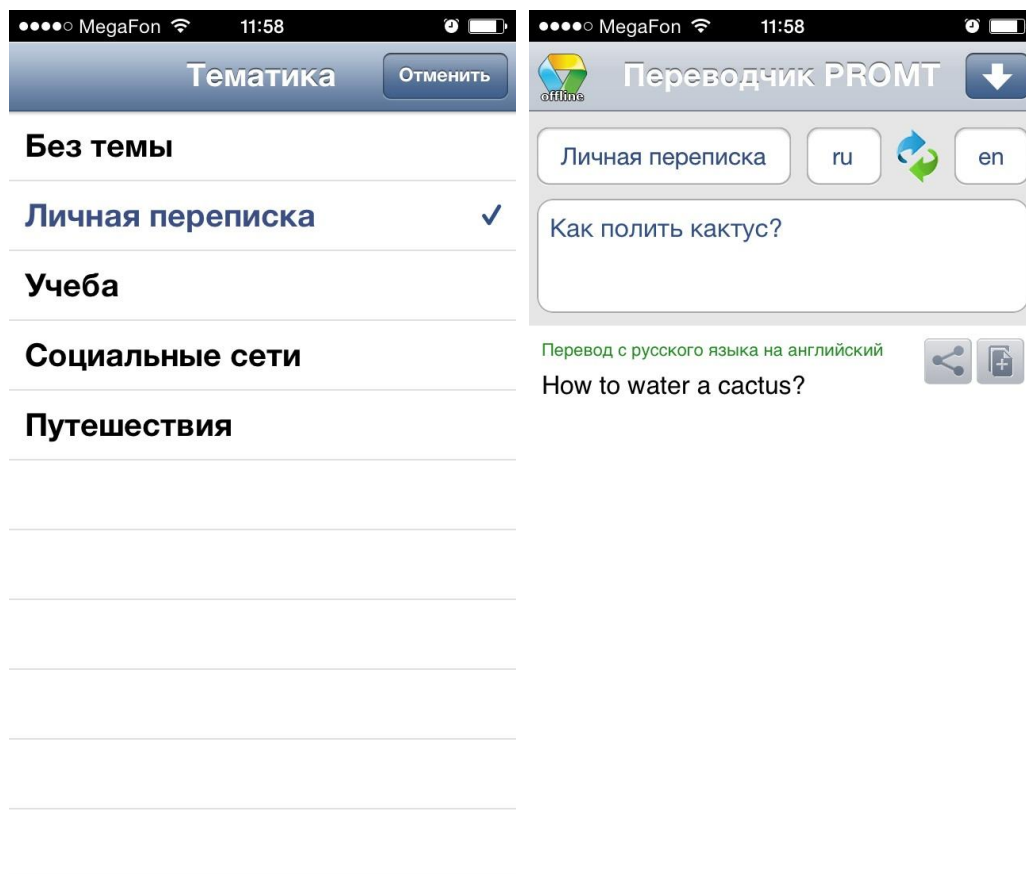 MegaFon 11:58
Тематика Отменить
Без темы
Личная переписка
Учеба
Социальные сети
Путешествия
MegaFon 11:58
offline Переводчик PROMT
Личная переписка ru en
Как полить кактус?
Перевод с русского языка на английский
How to water a cactus?